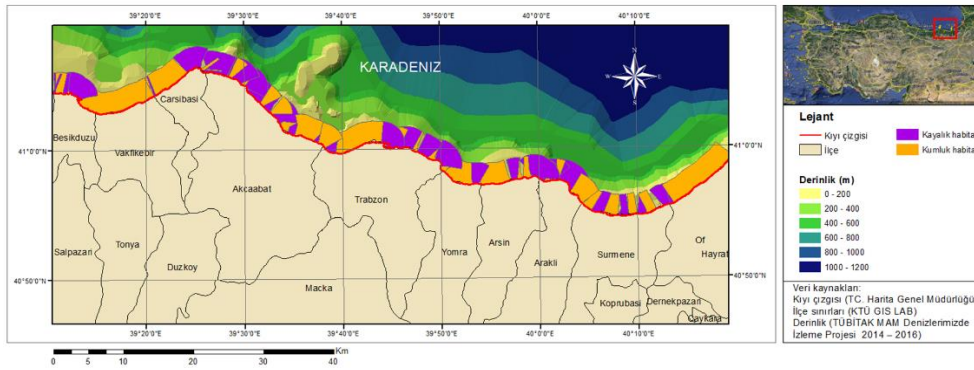 39°20'0"E 39°30'0"E 39°40'0"E 39°50'0"E 40°0'0"E 40°10'0"E
KARADENIZ
N
W E
S
Carsibasi
Besikduzu
41°0'0"N
41°0'0"N
Vakfikebir
Akcaabat
Trabzon
Of
Salpazari
Tonya
Yomra
Arsin
Surmene
Hayrat
Duzkoy
Arakli
40°50'0"N
40°50'0"N
Macka
Koprubasi
Dernekpazari
Caykara
39°20'0"E 39°30'0"E 39°40'0"E 39°50'0"E 40°0'0"E 40°10'0"E
Km
0 5 10 20 30 40
Lejant
Kıyı çizgisi
Kayalık habita
İlçe
Kumluk habita
Derinlik (m)
0 - 200
200 - 400
400 - 600
600 - 800
800 - 1000
1000 - 1200
Veri kaynakları:
Kıyı çizgisi (TC. Harita Genel Müdürlüğü
İlçe sınırları (KTÜ GIS LAB)
Derinlik (TÜBİTAK MAM Denizlerimizde
İzleme Projesi 2014 – 2016)